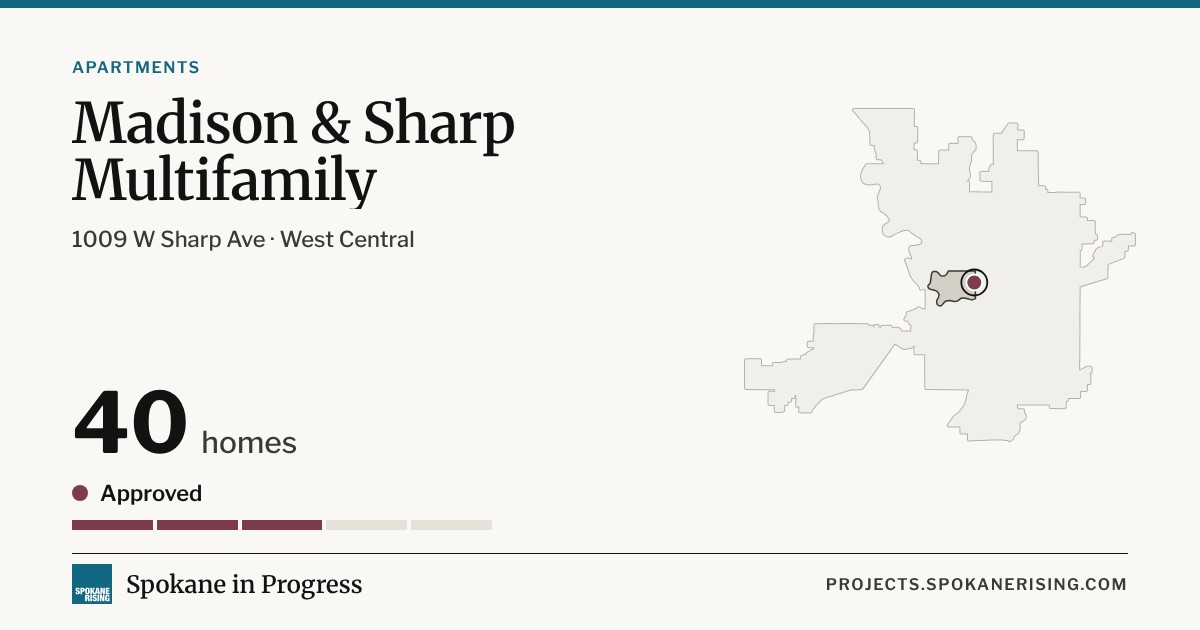 APARTMENTS
Madison & Sharp
Multifamily
1009 W Sharp Ave · West Central
40 homes
Approved
SPOKANE
RISING
Spokane in Progress
PROJECTS.SPOKANERISING.COM